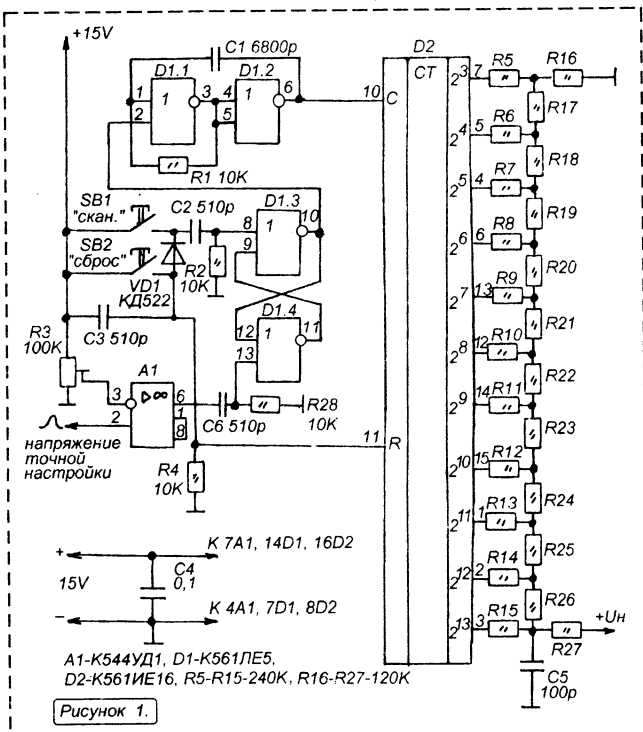 +15V
C1 6800p
D1.1
D1.2
D2
CT
1
2
1
3
4
5
1
6
10
C
R1 10K
SB1
"скан."
SB2
"сброс"
C2 510p
D1.3
8
9
1
10
R2
10K
VD1
КД522
C3 510p
D1.4
12
13
1
11
R3
100K
A1
3
2
▷∞
6
1
8
C6 510p
R28
10K
напряжение
точной
настройки
R4
10K
11
R
2³ 7 R5 R16
R17
2⁴ 5 R6
R18
2⁵ 4 R7
R19
2⁶ 6 R8
R20
2⁷ 13 R9
R21
2⁸ 12 R10
R22
2⁹ 14 R11
R23
2¹⁰ 15 R12
R24
2¹¹ 1 R13
R25
2¹² 2 R14
R26
2¹³ 3 R15
+Uн
R27
C5
100p
+
15V
−
C4
0,1
К 7А1, 14D1, 16D2
К 4А1, 7D1, 8D2
A1-К544УД1, D1-К561ЛЕ5,
D2-К561ИЕ16, R5-R15-240K, R16-R27-120K
Рисунок 1.